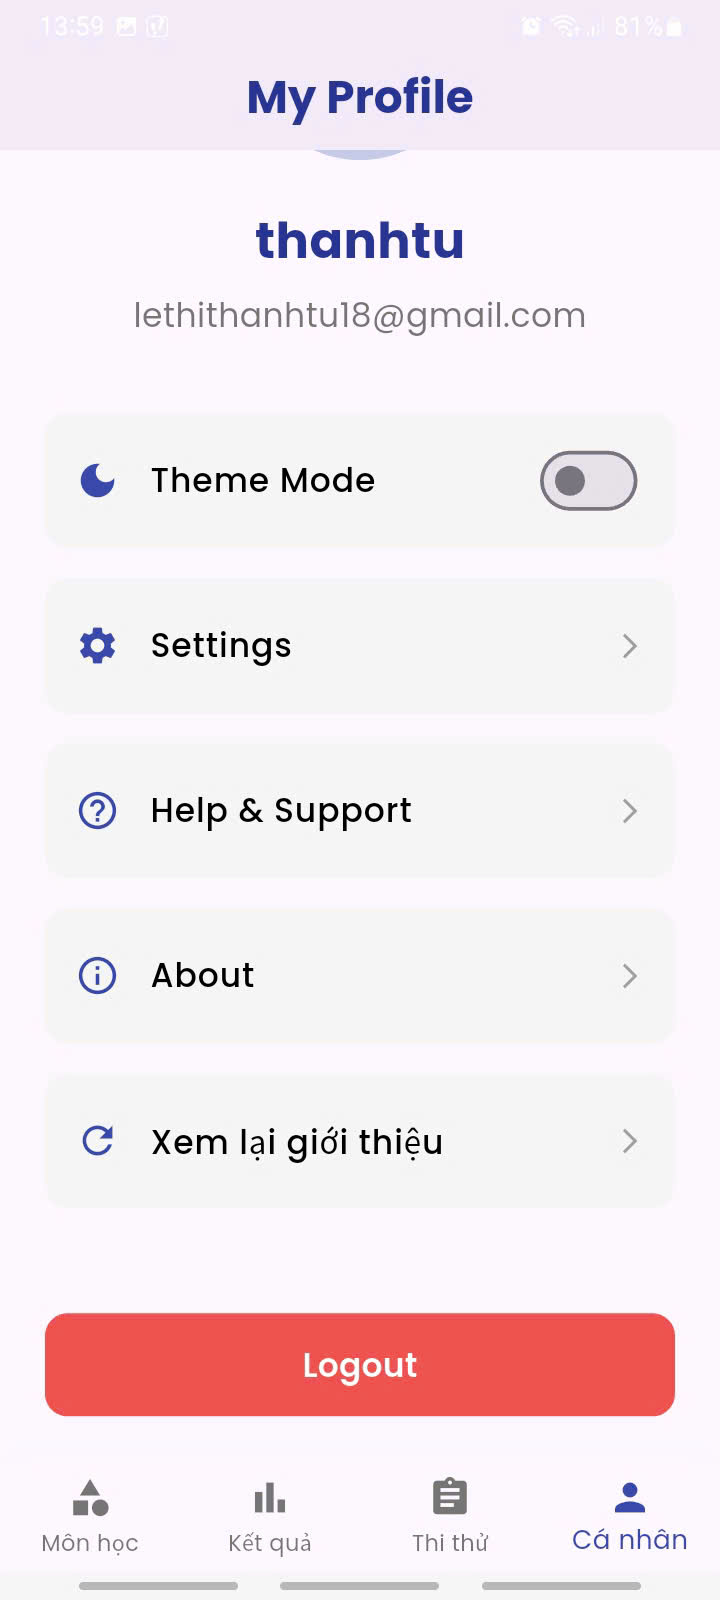 13:59 81%
My Profile
thanhtu
lethithanhtu18@gmail.com
Theme Mode
Settings
Help & Support
About
Xem lại giới thiệu
Logout
Môn học Kết quả Thi thử Cá nhân